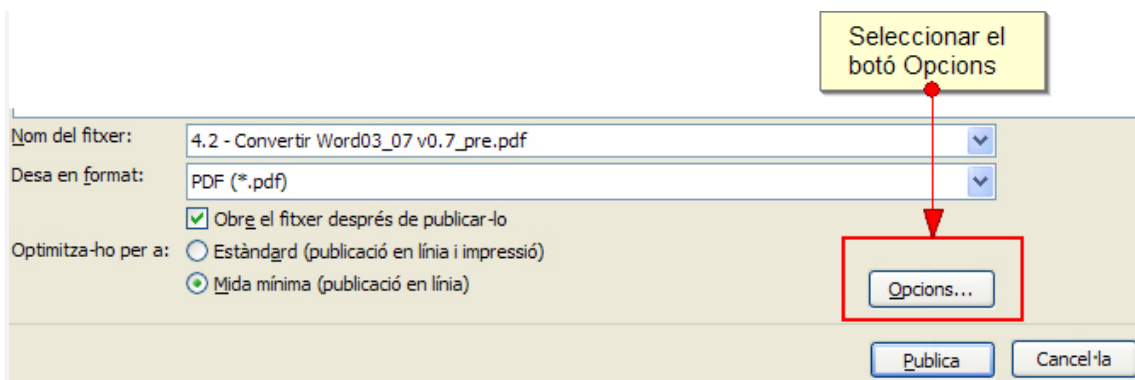 Seleccionar el
botó Opcions
Nom del fitxer:
4.2 - Convertir Word03_07 v0.7_pre.pdf
Desa en format:
PDF (*.pdf)
Obre el fitxer després de publicar-lo
Optimitza-ho per a:
Estàndard (publicació en línia i impressió)
Mida mínima (publicació en línia)
Opcions...
Publica
Cancel·la